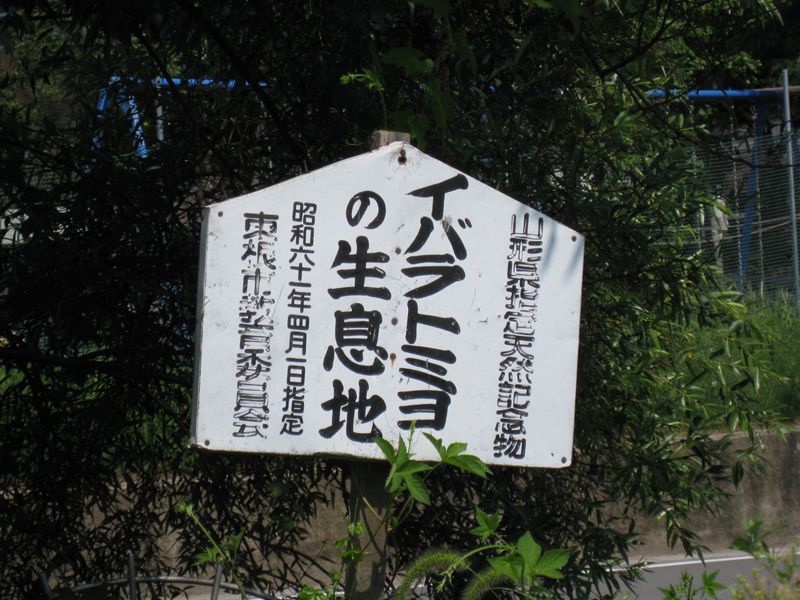 山形県指定天然記念物
イバラトミヨ
の生息地
昭和六十一年四月一日指定
東根市教育委員会